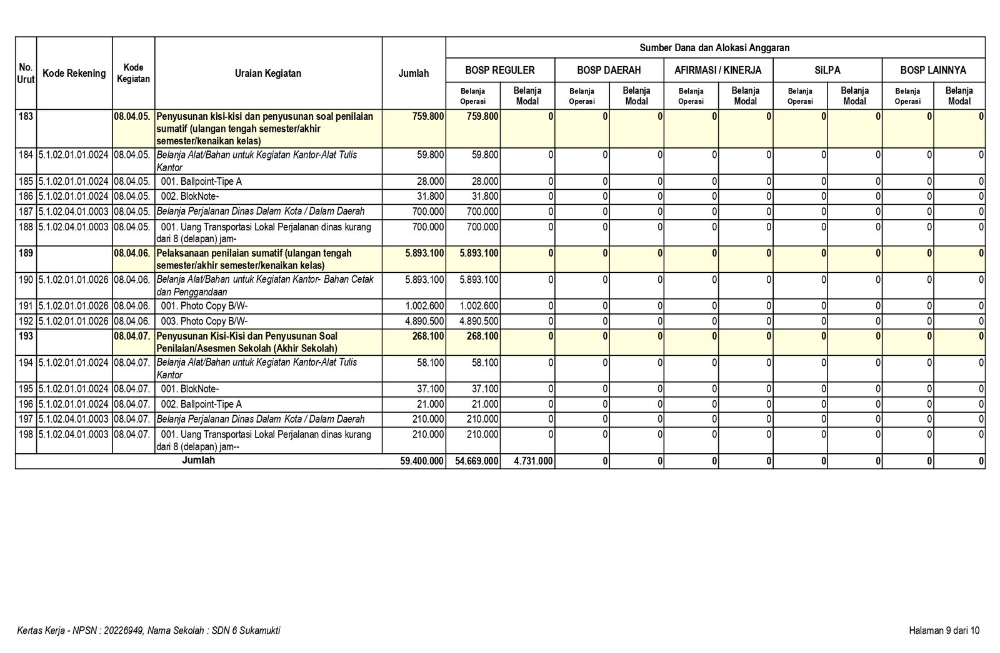 Sumber Dana dan Alokasi Anggaran
No. Urut Kode Rekening Kode Kegiatan Uraian Kegiatan Jumlah BOSP REGULER BOSP DAERAH AFIRMASI / KINERJA SiLPA BOSP LAINNYA
Belanja Operasi Belanja Modal Belanja Operasi Belanja Modal Belanja Operasi Belanja Modal Belanja Operasi Belanja Modal Belanja Operasi Belanja Modal
183 08.04.05. Penyusunan kisi-kisi dan penyusunan soal penilaian 759.800 759.800 0 0 0 0 0 0 0 0 0
sumatif (ulangan tengah semester/akhir
semester/kenaikan kelas)
184 5.1.02.01.01.0024 08.04.05. Belanja Alat/Bahan untuk Kegiatan Kantor-Alat Tulis 59.800 59.800 0 0 0 0 0 0 0 0 0
Kantor
185 5.1.02.01.01.0024 08.04.05. 001. Ballpoint-Tipe A 28.000 28.000 0 0 0 0 0 0 0 0 0
186 5.1.02.01.01.0024 08.04.05. 002. BlokNote- 31.800 31.800 0 0 0 0 0 0 0 0 0
187 5.1.02.04.01.0003 08.04.05. Belanja Perjalanan Dinas Dalam Kota / Dalam Daerah 700.000 700.000 0 0 0 0 0 0 0 0 0
188 5.1.02.04.01.0003 08.04.05. 001. Uang Transportasi Lokal Perjalanan dinas kurang 700.000 700.000 0 0 0 0 0 0 0 0 0
dari 8 (delapan) jam-
189 08.04.06. Pelaksanaan penilaian sumatif (ulangan tengah 5.893.100 5.893.100 0 0 0 0 0 0 0 0 0
semester/akhir semester/kenaikan kelas)
190 5.1.02.01.01.0026 08.04.06. Belanja Alat/Bahan untuk Kegiatan Kantor- Bahan Cetak 5.893.100 5.893.100 0 0 0 0 0 0 0 0 0
dan Penggandaan
191 5.1.02.01.01.0026 08.04.06. 001. Photo Copy B/W- 1.002.600 1.002.600 0 0 0 0 0 0 0 0 0
192 5.1.02.01.01.0026 08.04.06. 003. Photo Copy B/W- 4.890.500 4.890.500 0 0 0 0 0 0 0 0 0
193 08.04.07. Penyusunan Kisi-Kisi dan Penyusunan Soal 268.100 268.100 0 0 0 0 0 0 0 0 0
Penilaian/Asesmen Sekolah (Akhir Sekolah)
194 5.1.02.01.01.0024 08.04.07. Belanja Alat/Bahan untuk Kegiatan Kantor-Alat Tulis 58.100 58.100 0 0 0 0 0 0 0 0 0
Kantor
195 5.1.02.01.01.0024 08.04.07. 001. BlokNote- 37.100 37.100 0 0 0 0 0 0 0 0 0
196 5.1.02.01.01.0024 08.04.07. 002. Ballpoint-Tipe A 21.000 21.000 0 0 0 0 0 0 0 0 0
197 5.1.02.04.01.0003 08.04.07. Belanja Perjalanan Dinas Dalam Kota / Dalam Daerah 210.000 210.000 0 0 0 0 0 0 0 0 0
198 5.1.02.04.01.0003 08.04.07. 001. Uang Transportasi Lokal Perjalanan dinas kurang 210.000 210.000 0 0 0 0 0 0 0 0 0
dari 8 (delapan) jam--
Jumlah 59.400.000 54.669.000 4.731.000 0 0 0 0 0 0 0 0
Kertas Kerja - NPSN : 20226949, Nama Sekolah : SDN 6 Sukamukti Halaman 9 dari 10